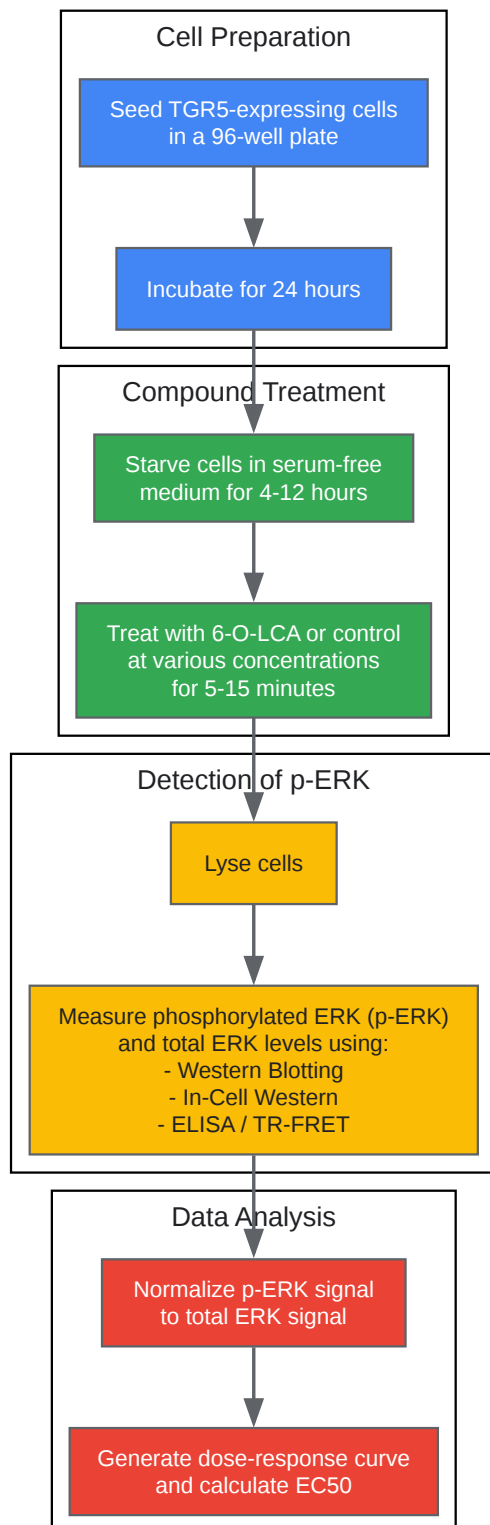 Cell Preparation
Seed TGR5-expressing cells
in a 96-well plate
Incubate for 24 hours
Compound Treatment
Starve cells in serum-free
medium for 4-12 hours
Treat with 6-O-LCA or control
at various concentrations
for 5-15 minutes
Detection of p-ERK
Lyse cells
Measure phosphorylated ERK (p-ERK)
and total ERK levels using:
- Western Blotting
- In-Cell Western
- ELISA / TR-FRET
Data Analysis
Normalize p-ERK signal
to total ERK signal
Generate dose-response curve
and calculate EC50